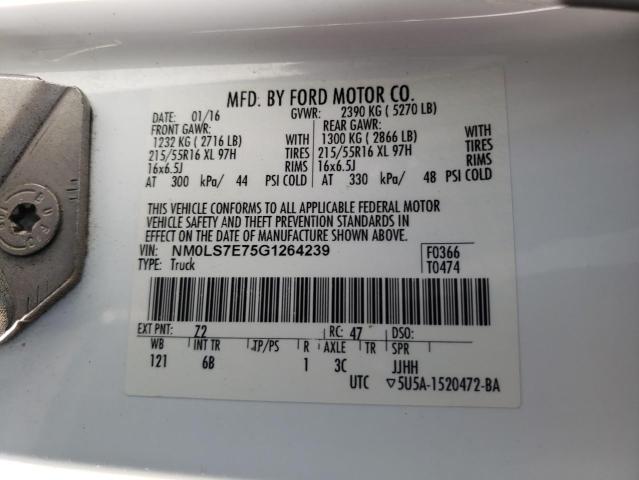 MFD. BY FORD MOTOR CO.
DATE: 01/16 GVWR: 2390 KG ( 5270 LB)
FRONT GAWR: REAR GAWR:
1232 KG ( 2716 LB) WITH 1300 KG ( 2866 LB) WITH
215/55R16 XL 97H TIRES 215/55R16 XL 97H TIRES
16x6.5J RIMS 16x6.5J RIMS
AT 300 kPa/ 44 PSI COLD AT 330 kPa/ 48 PSI COLD
THIS VEHICLE CONFORMS TO ALL APPLICABLE FEDERAL MOTOR
VEHICLE SAFETY AND THEFT PREVENTION STANDARDS IN
EFFECT ON THE DATE OF MANUFACTURE SHOWN ABOVE.
VIN: NM0LS7E75G1264239 F0366
TYPE: Truck T0474
EXT PNT: Z2 RC: 47 DSO:
WB INT TR TP/PS R AXLE TR SPR
121 6B 1 3C JJHH
UTC ▽5U5A-1520472-BA